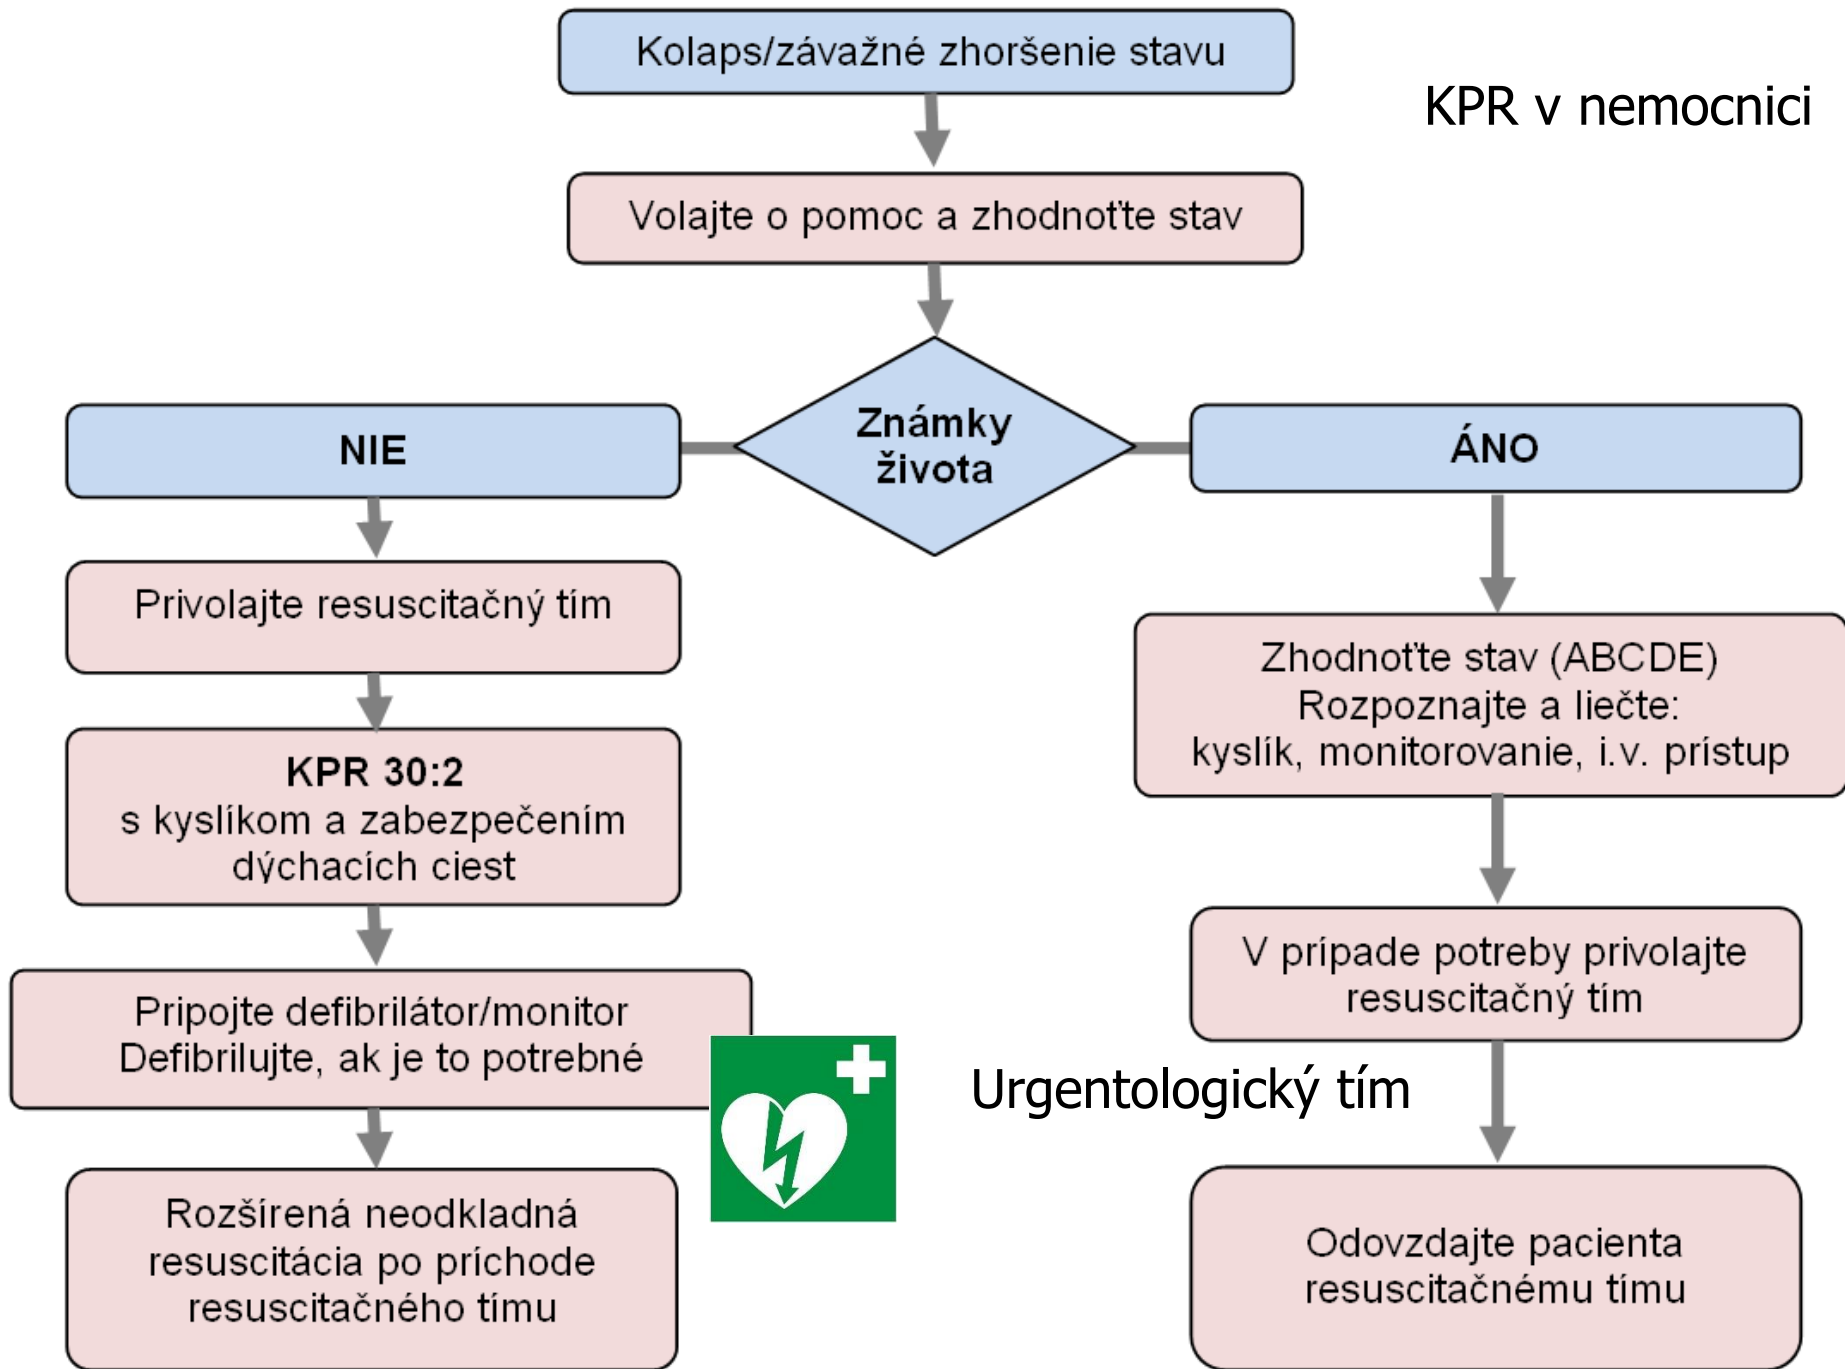 Kolaps/závažné zhoršenie stavu
KPR v nemocnici
Volajte o pomoc a zhodnoťte stav
Známky
života
NIE
Privolajte resuscitačný tím
KPR 30:2
s kyslíkom a zabezpečením
dýchacích ciest
Pripojte defibrilátor/monitor
Defibrilujte, ak je to potrebné
Rozšírená neodkladná
resuscitácia po príchode
resuscitačného tímu
ÁNO
Zhodnoťte stav (ABCDE)
Rozpoznajte a liečte:
kyslík, monitorovanie, i.v. prístup
V prípade potreby privolajte
resuscitačný tím
Urgentologický tím
Odovzdajte pacienta
resuscitačnému tímu